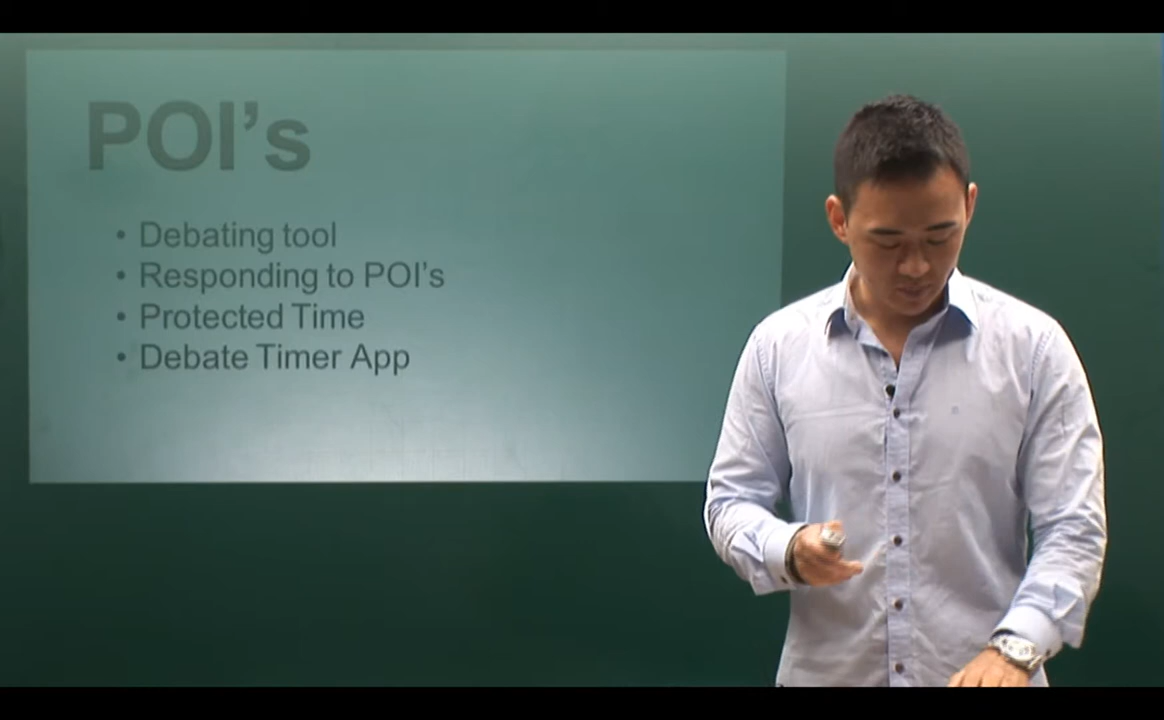 POI's
• Debating tool
• Responding to POI's
• Protected Time
• Debate Timer App